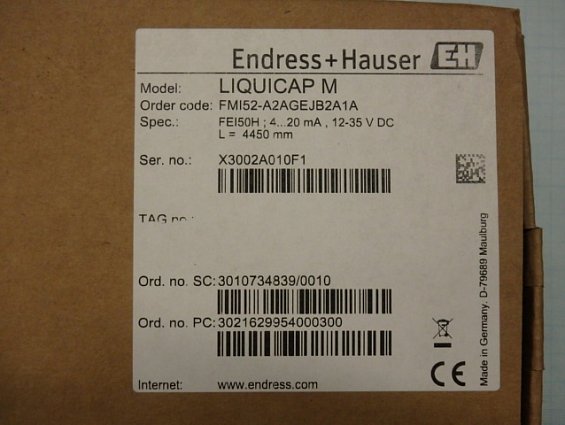 Endress+Hauser EH
Model: LIQUICAP M
Order code: FMI52-A2AGEJB2A1A
Spec.: FEI50H ; 4...20 mA , 12-35 V DC
L = 4450 mm
Ser. no.: X3002A010F1
TAG no.:
Ord. no. SC: 3010734839/0010
Ord. no. PC: 3021629954000300
Internet: www.endress.com
CE
Made in Germany, D-79689 Maulburg